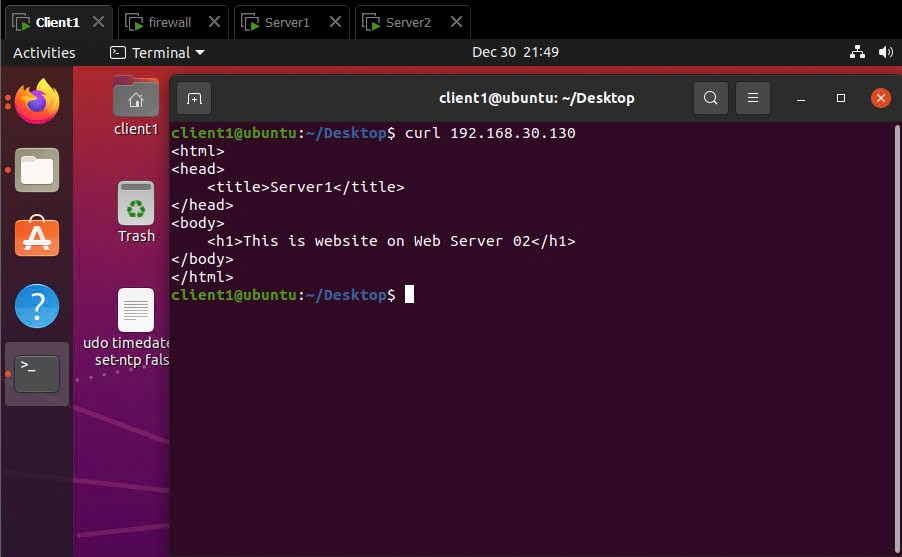 Client1
firewall
Server1
Server2
Activities
Terminal
Dec 30 21:49
client1
Trash
udo timedate
set-ntp fals
client1@ubuntu: ~/Desktop
client1@ubuntu:~/Desktop$ curl 192.168.30.130
<html>
<head>
    <title>Server1</title>
</head>
<body>
    <h1>This is website on Web Server 02</h1>
</body>
</html>
client1@ubuntu:~/Desktop$